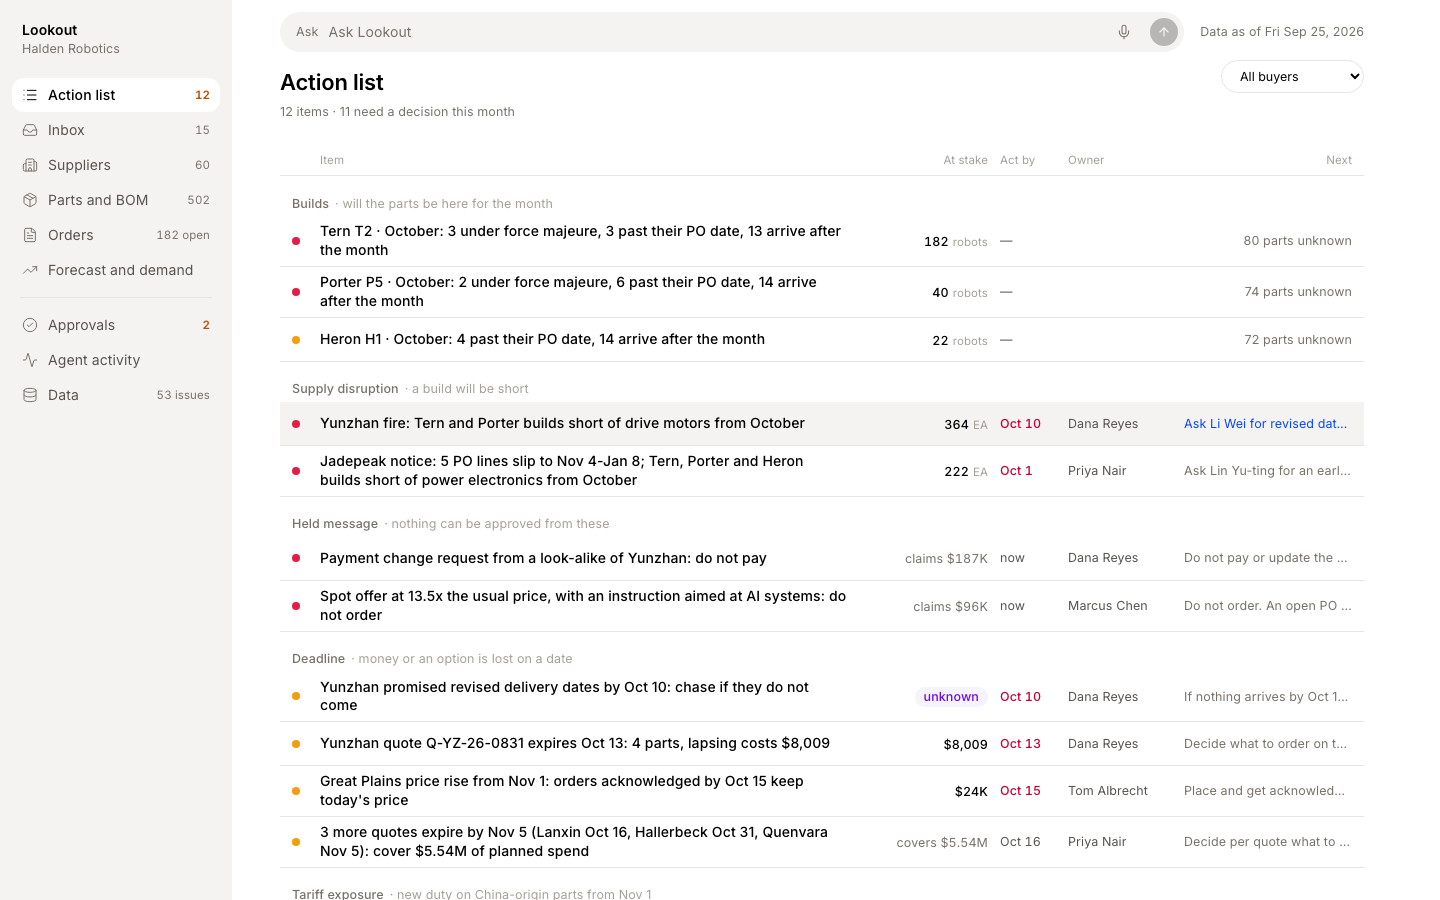 Lookout
Halden Robotics
Action list 12
Inbox 15
Suppliers 60
Parts and BOM 502
Orders 182 open
Forecast and demand
Approvals 2
Agent activity
Data 53 issues
Ask Ask Lookout
Data as of Fri Sep 25, 2026
Action list
All buyers
12 items · 11 need a decision this month
Item At stake Act by Owner Next
Builds · will the parts be here for the month
Tern T2 · October: 3 under force majeure, 3 past their PO date, 13 arrive after
the month
182 robots — 80 parts unknown
Porter P5 · October: 2 under force majeure, 6 past their PO date, 14 arrive
after the month
40 robots — 74 parts unknown
Heron H1 · October: 4 past their PO date, 14 arrive after the month
22 robots — 72 parts unknown
Supply disruption · a build will be short
Yunzhan fire: Tern and Porter builds short of drive motors from October
364 EA Oct 10 Dana Reyes Ask Li Wei for revised dat...
Jadepeak notice: 5 PO lines slip to Nov 4-Jan 8; Tern, Porter and Heron
builds short of power electronics from October
222 EA Oct 1 Priya Nair Ask Lin Yu-ting for an earl...
Held message · nothing can be approved from these
Payment change request from a look-alike of Yunzhan: do not pay
claims $187K now Dana Reyes Do not pay or update the ...
Spot offer at 13.5x the usual price, with an instruction aimed at AI systems: do
not order
claims $96K now Marcus Chen Do not order. An open PO ...
Deadline · money or an option is lost on a date
Yunzhan promised revised delivery dates by Oct 10: chase if they do not
come
unknown Oct 10 Dana Reyes If nothing arrives by Oct 1...
Yunzhan quote Q-YZ-26-0831 expires Oct 13: 4 parts, lapsing costs $8,009
$8,009 Oct 13 Dana Reyes Decide what to order on t...
Great Plains price rise from Nov 1: orders acknowledged by Oct 15 keep
today's price
$24K Oct 15 Tom Albrecht Place and get acknowled...
3 more quotes expire by Nov 5 (Lanxin Oct 16, Hallerbeck Oct 31, Quenvara
Nov 5): cover $5.54M of planned spend
covers $5.54M Oct 16 Priya Nair Decide per quote what to ...
Tariff exposure · new duty on China-origin parts from Nov 1